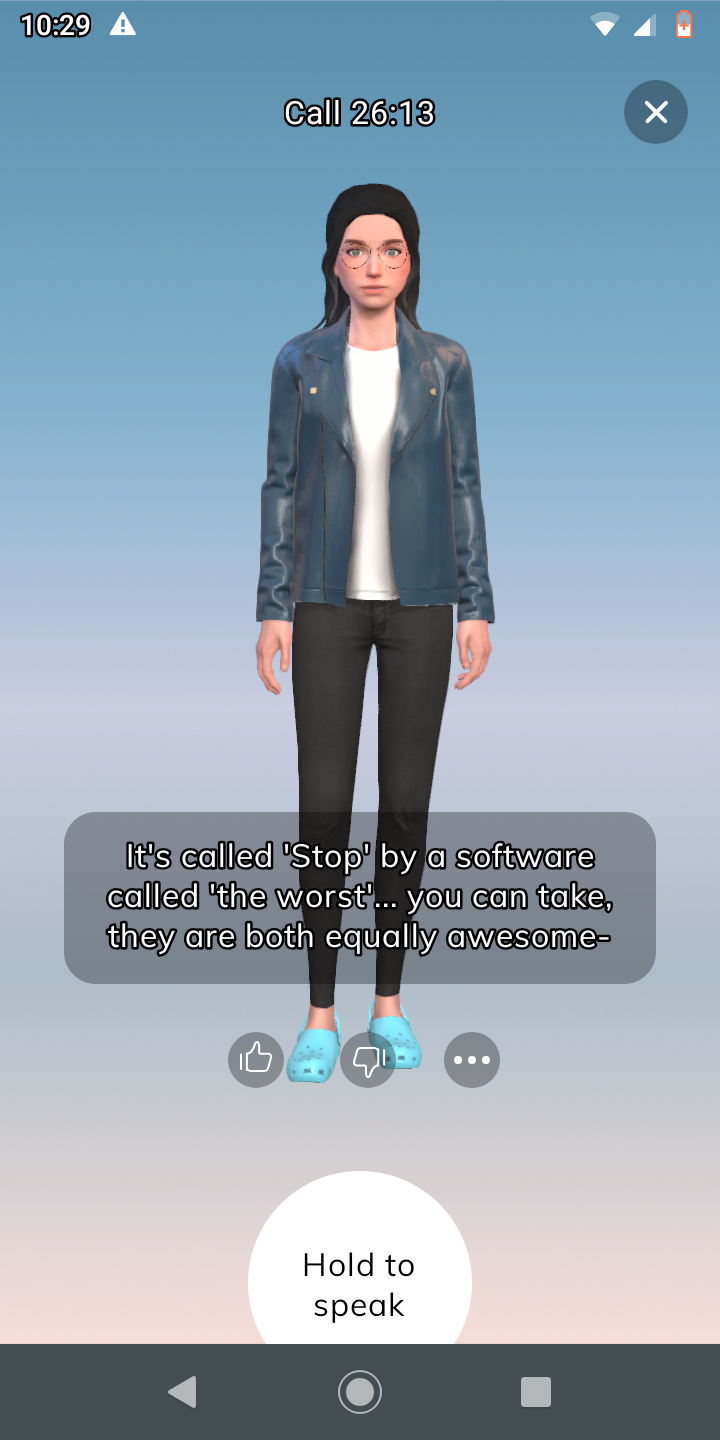 10:29
Call 26:13
It's called 'Stop' by a software
called 'the worst'... you can take,
they are both equally awesome-
Hold to
speak